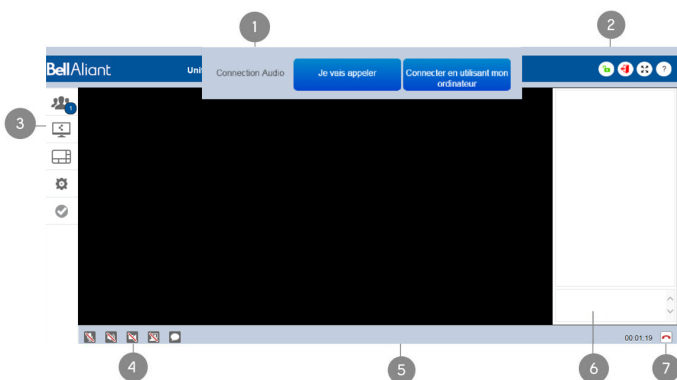 1
2
BellAliant
Uni
Connection Audio
Je vais appeler
Connecter en utilisant mon
ordinateur
?
1
3
00:01:19
4
5
6
7